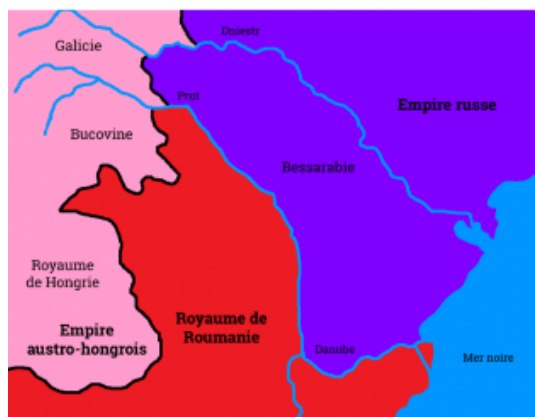 Dniestr
Galicie
Prut
Empire russe
Bucovine
Bessarabie
Royaume
de Hongrie
Royaume de
Roumanie
Empire
austro-hongrois
Danube
Mer noire